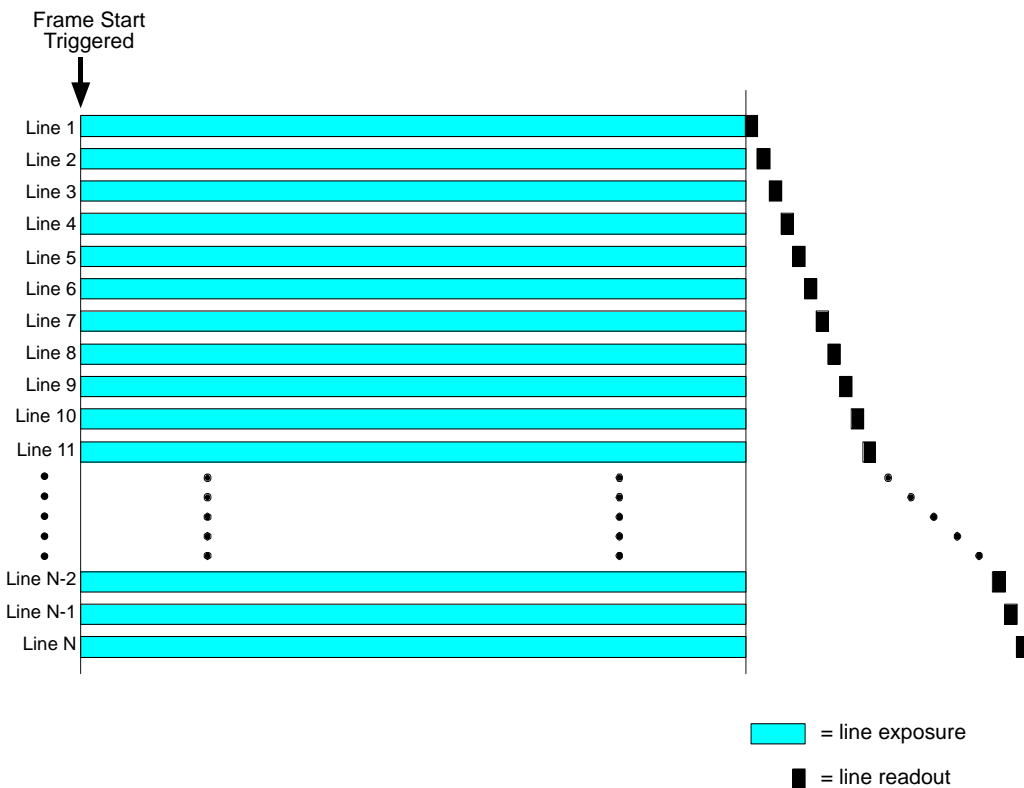 Frame Start
Triggered
Line 1
Line 2
Line 3
Line 4
Line 5
Line 6
Line 7
Line 8
Line 9
Line 10
Line 11
Line N-2
Line N-1
Line N
= line exposure
= line readout